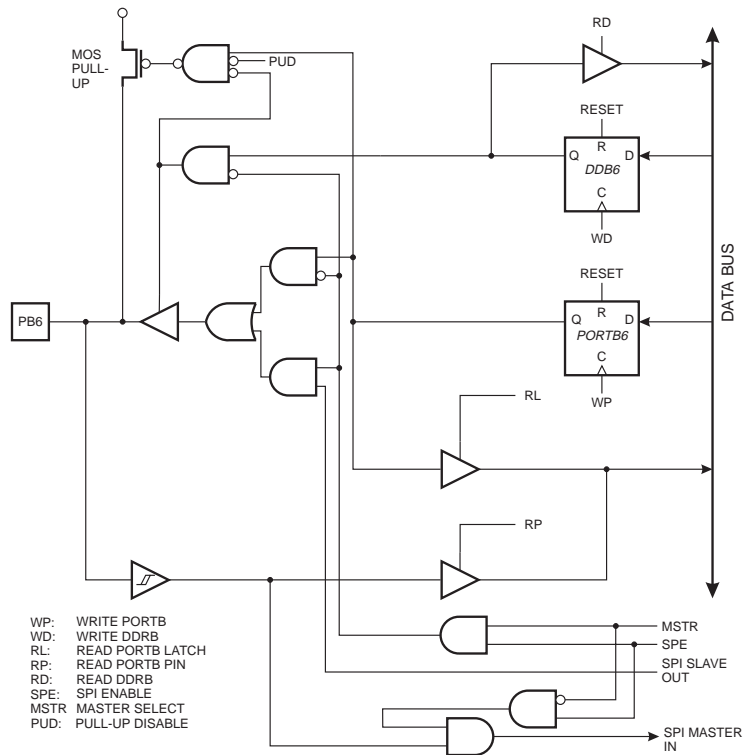 RD
MOS
PULL-
UP
PUD
RESET
R
Q
D
DDB6
C
WD
RESET
R
Q
D
PORTB6
C
WP
DATA BUS
PB6
RL
RP
WP: WRITE PORTB
WD: WRITE DDRB
RL: READ PORTB LATCH
RP: READ PORTB PIN
RD: READ DDRB
SPE: SPI ENABLE
MSTR MASTER SELECT
PUD: PULL-UP DISABLE
MSTR
SPE
SPI SLAVE
OUT
SPI MASTER
IN